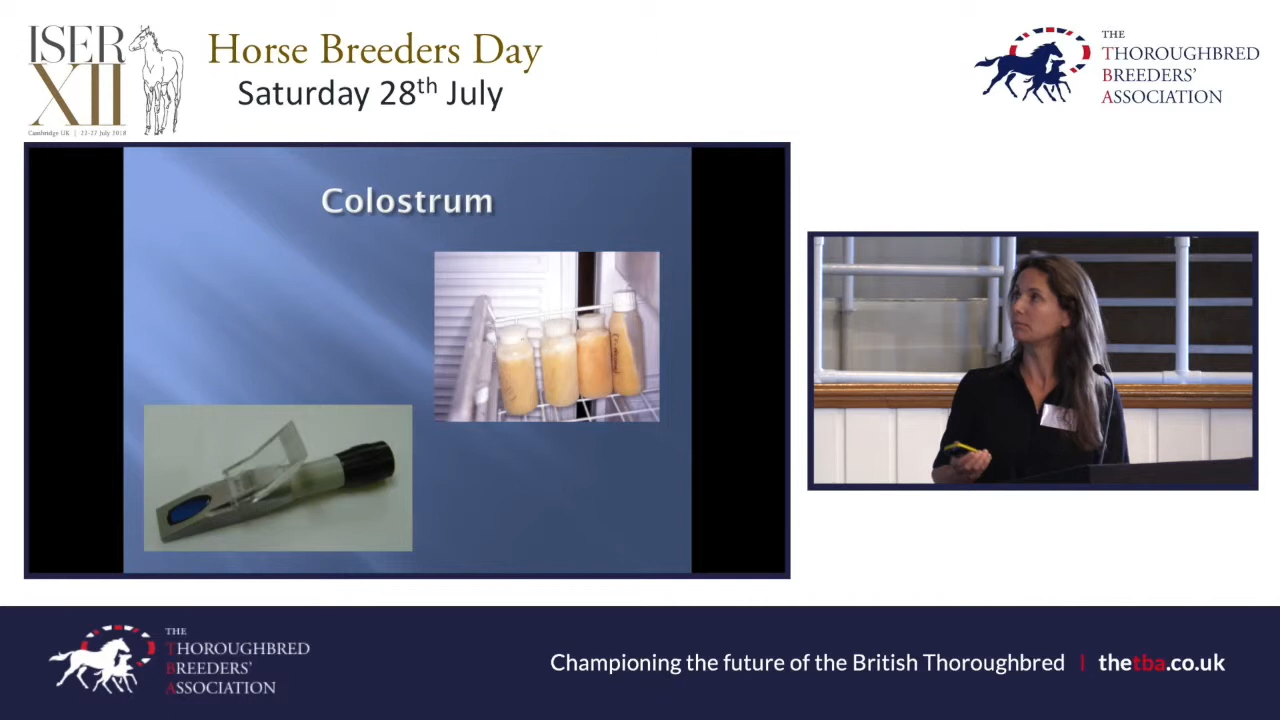 ISER
XII
Cambridge UK | 22-27 July 2018
Horse Breeders Day
Saturday 28th July
THE
THOROUGHBRED
BREEDERS'
ASSOCIATION
Colostrum
THE
THOROUGHBRED
BREEDERS'
ASSOCIATION
Championing the future of the British Thoroughbred | thetba.co.uk